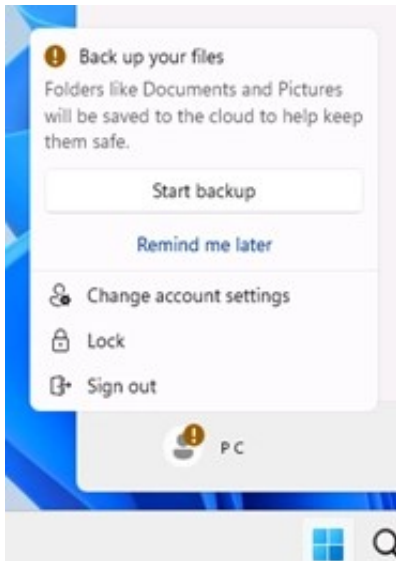 Back up your files
Folders like Documents and Pictures
will be saved to the cloud to help keep
them safe.
Start backup
Remind me later
Change account settings
Lock
Sign out
P C